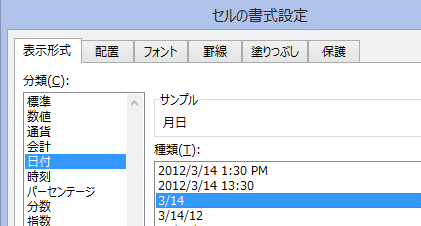 セルの書式設定
表示形式 配置 フォント 罫線 塗りつぶし 保護
分類(C):
標準
数値
通貨
会計
日付
時刻
パーセンテージ
分数
指数
サンプル
月日
種類(T):
2012/3/14 1:30 PM
2012/3/14 13:30
3/14
3/14/12